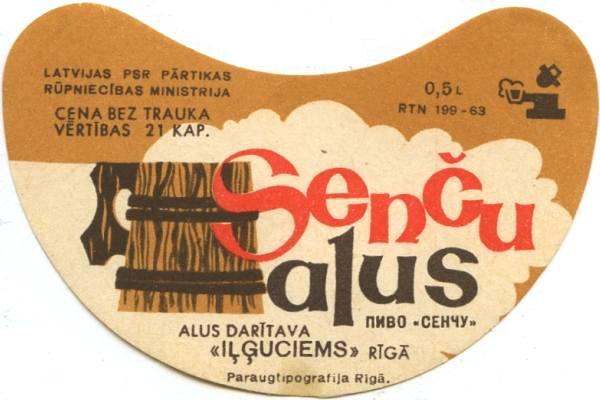 LATVIJAS PSR PĀRTIKAS
RŪPNIECĪBAS MINISTRIJA
CENA BEZ TRAUKA
VĒRTĪBAS 21 KAP.
0,5 L
RTN 199-63
Senču
alus
ПИВО «СЕНЧУ»
ALUS DARĪTAVA
«IĻĢUCIEMS» RĪGĀ
Paraugtipografija Rīgā.